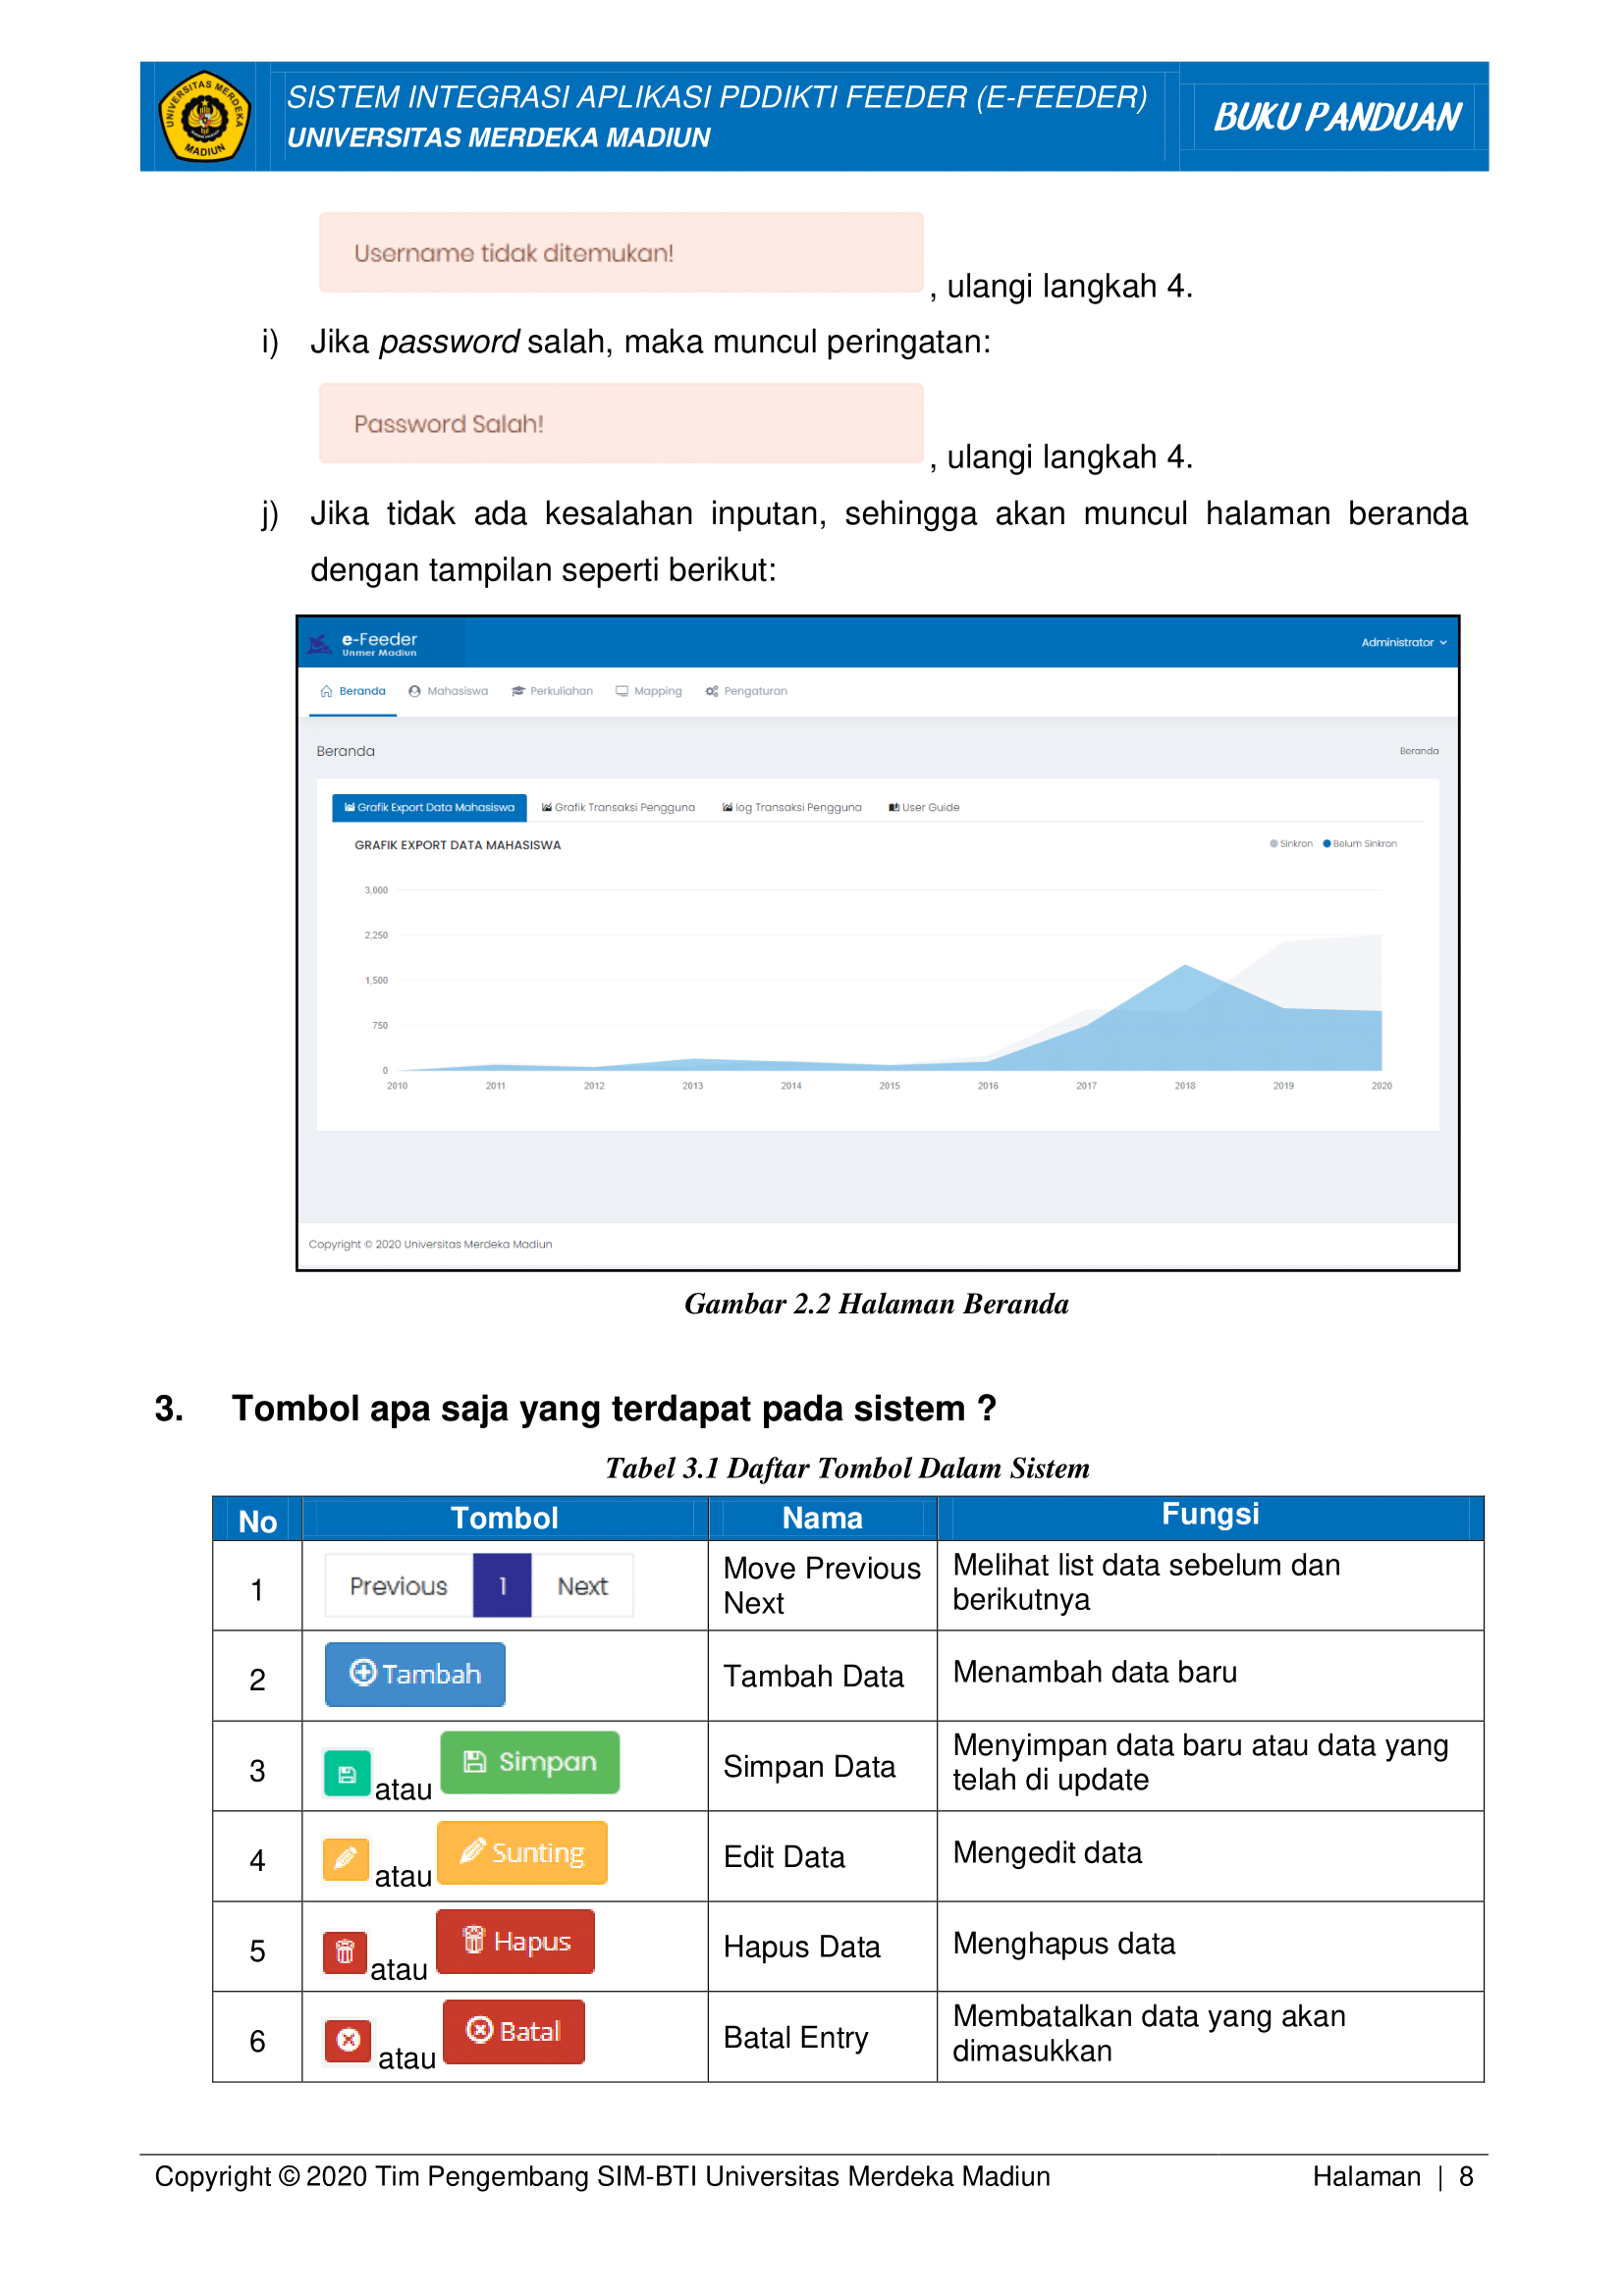 UNIVERSITAS MERDEKA
MADIUN
SISTEM INTEGRASI APLIKASI PDDIKTI FEEDER (E-FEEDER)
UNIVERSITAS MERDEKA MADIUN
BUKU PANDUAN
Username tidak ditemukan!
, ulangi langkah 4.
i) Jika password salah, maka muncul peringatan:
Password Salah!
, ulangi langkah 4.
j) Jika tidak ada kesalahan inputan, sehingga akan muncul halaman beranda
dengan tampilan seperti berikut:
e-Feeder
Unmer Madiun
Administrator
Beranda Mahasiswa Perkuliahan Mapping Pengaturan
Beranda
Beranda
Grafik Export Data Mahasiswa Grafik Transaksi Pengguna log Transaksi Pengguna User Guide
GRAFIK EXPORT DATA MAHASISWA
Sinkron Belum Sinkron
3,000
2,250
1,500
750
0
2010 2011 2012 2013 2014 2015 2016 2017 2018 2019 2020
Copyright © 2020 Universitas Merdeka Madiun
Gambar 2.2 Halaman Beranda
3. Tombol apa saja yang terdapat pada sistem ?
Tabel 3.1 Daftar Tombol Dalam Sistem
No Tombol Nama Fungsi
1 Previous 1 Next Move Previous Next Melihat list data sebelum dan berikutnya
2 Tambah Tambah Data Menambah data baru
3 atau Simpan Simpan Data Menyimpan data baru atau data yang telah di update
4 atau Sunting Edit Data Mengedit data
5 atau Hapus Hapus Data Menghapus data
6 atau Batal Batal Entry Membatalkan data yang akan dimasukkan
Copyright © 2020 Tim Pengembang SIM-BTI Universitas Merdeka Madiun
Halaman | 8